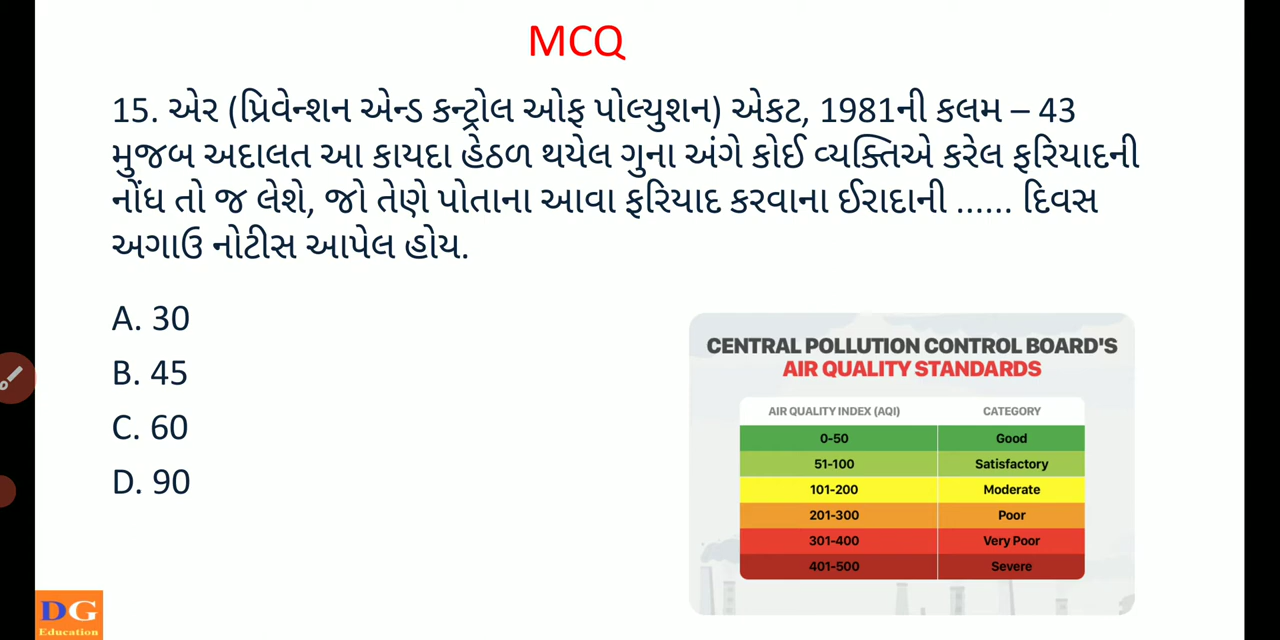 MCQ
15. એર (પ્રિવેન્શન એન્ડ કન્ટ્રોલ ઓફ પોલ્યુશન) એકટ, 1981ની કલમ – 43
મુજબ અદાલત આ કાયદા હેઠળ થયેલ ગુના અંગે કોઈ વ્યક્તિએ કરેલ ફરિયાદની
નોંધ તો જ લેશે, જો તેણે પોતાના આવા ફરિયાદ કરવાના ઈરાદાની ...... દિવસ
અગાઉ નોટીસ આપેલ હોય.
A. 30
B. 45
C. 60
D. 90
CENTRAL POLLUTION CONTROL BOARD'S
AIR QUALITY STANDARDS
AIR QUALITY INDEX (AQI) CATEGORY
0-50 Good
51-100 Satisfactory
101-200 Moderate
201-300 Poor
301-400 Very Poor
401-500 Severe
DG
Education